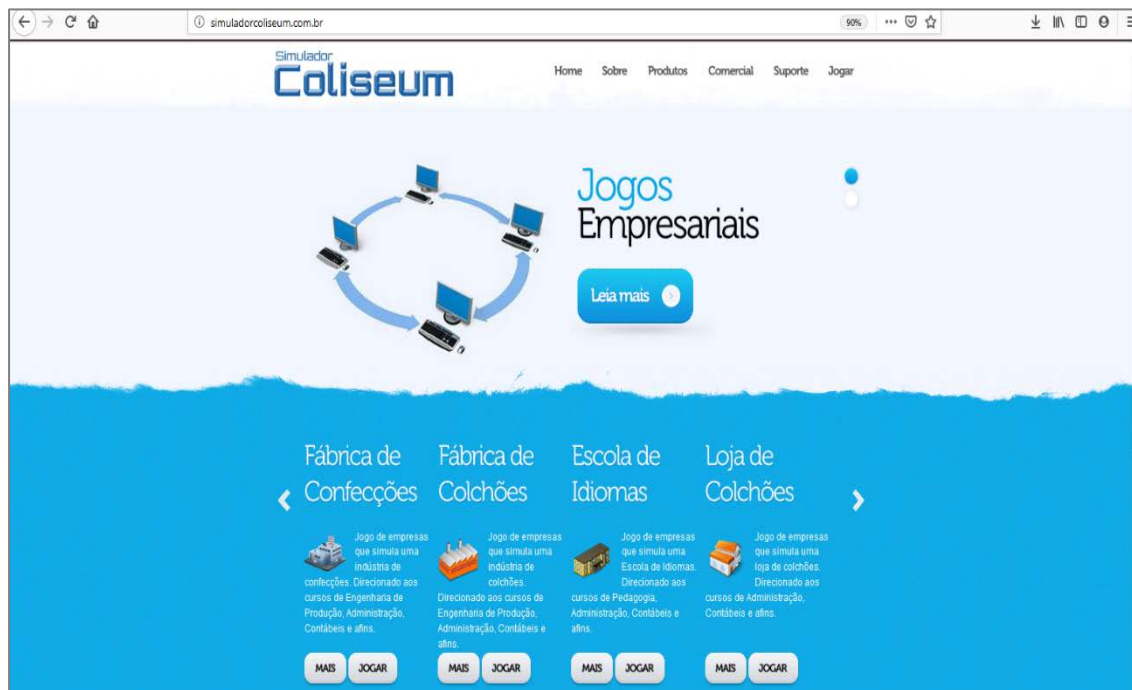 simuladorcoliseum.com.br
90%
Simulador
Coliseum
Home Sobre Produtos Comercial Suporte Jogar
Jogos
Empresariais
Leia mais
Fábrica de
Confecções
Jogo de empresas
que simula uma
indústria de
confecções. Direcionado aos
cursos de Engenharia de
Produção, Administração,
Contábeis e afins.
MAIS JOGAR
Fábrica de
Colchões
Jogo de empresas
que simula uma
indústria de
colchões.
Direcionado aos cursos de
Engenharia de Produção,
Administração, Contábeis e
afins.
MAIS JOGAR
Escola de
Idiomas
Jogo de empresas
que simula uma
Escola de Idiomas.
Direcionado aos
cursos de Pedagogia,
Administração, Contábeis e
afins.
MAIS JOGAR
Loja de
Colchões
Jogo de empresas
que simula uma
loja de colchões.
Direcionado aos
cursos de Administração,
Contábeis e afins.
MAIS JOGAR